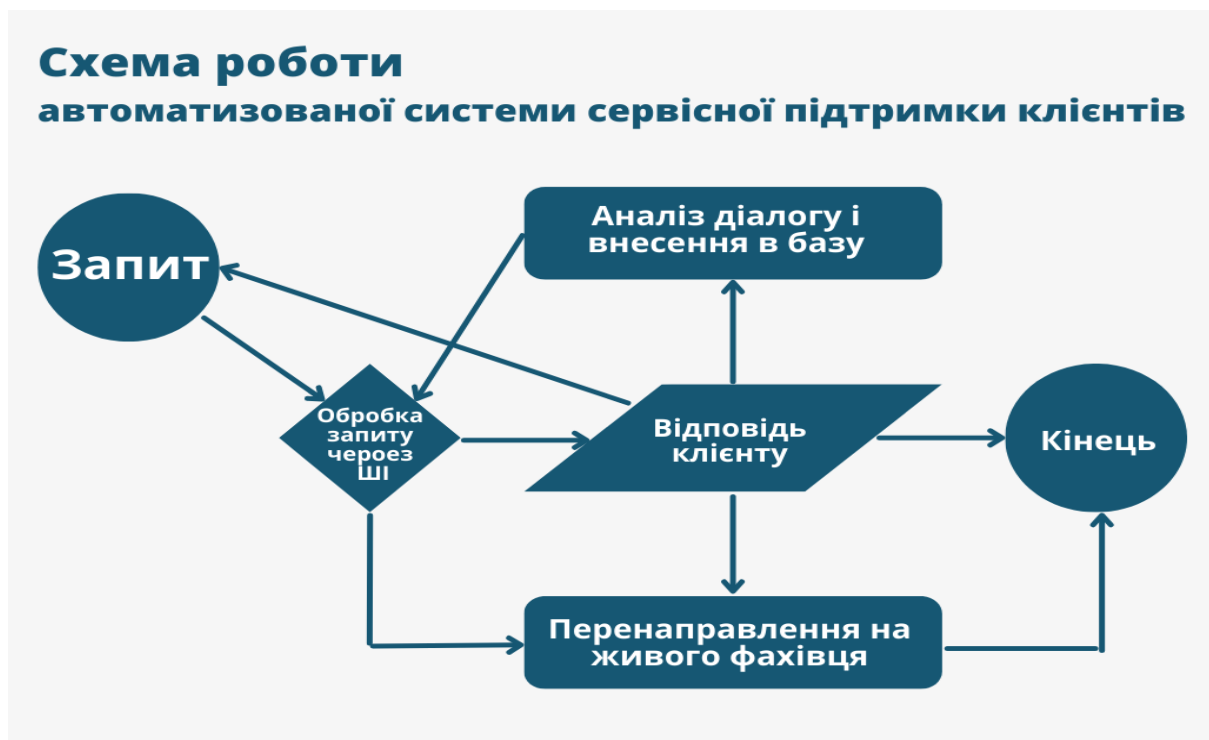 Схема роботи
автоматизованої системи сервісної підтримки клієнтів
Запит
Аналіз діалогу і
внесення в базу
Обробка
запиту
чероез
ШІ
Відповідь
клієнту
Кінець
Перенаправлення на
живого фахівця